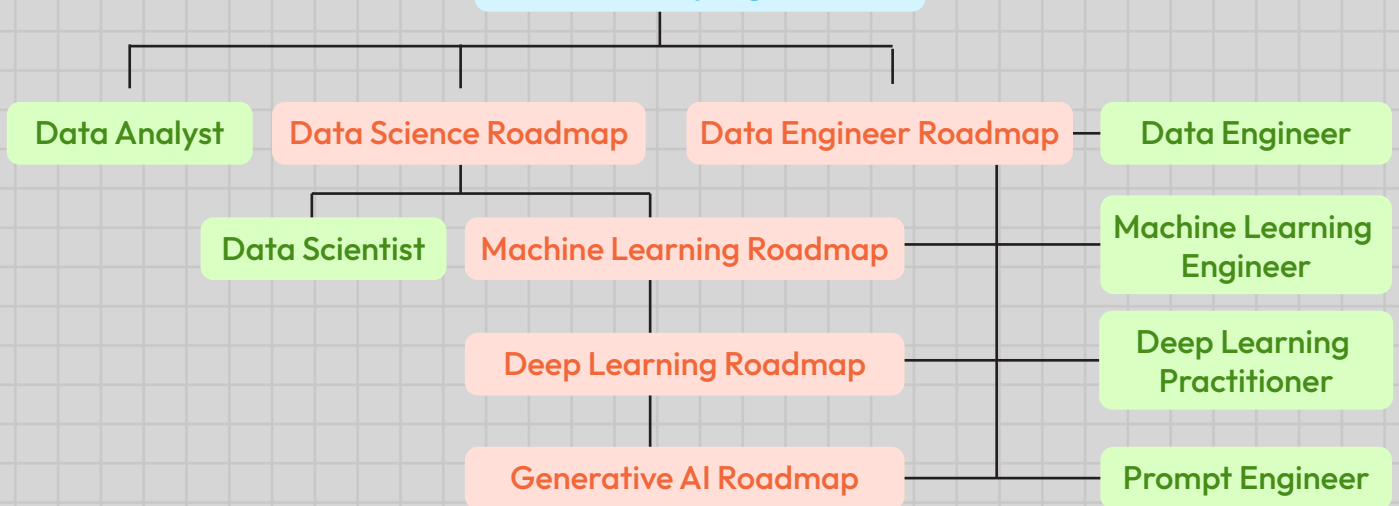 Data Analyst
Data Science Roadmap
Data Engineer Roadmap
Data Engineer
Data Scientist
Machine Learning Roadmap
Machine Learning
Engineer
Deep Learning Roadmap
Deep Learning
Practitioner
Generative AI Roadmap
Prompt Engineer